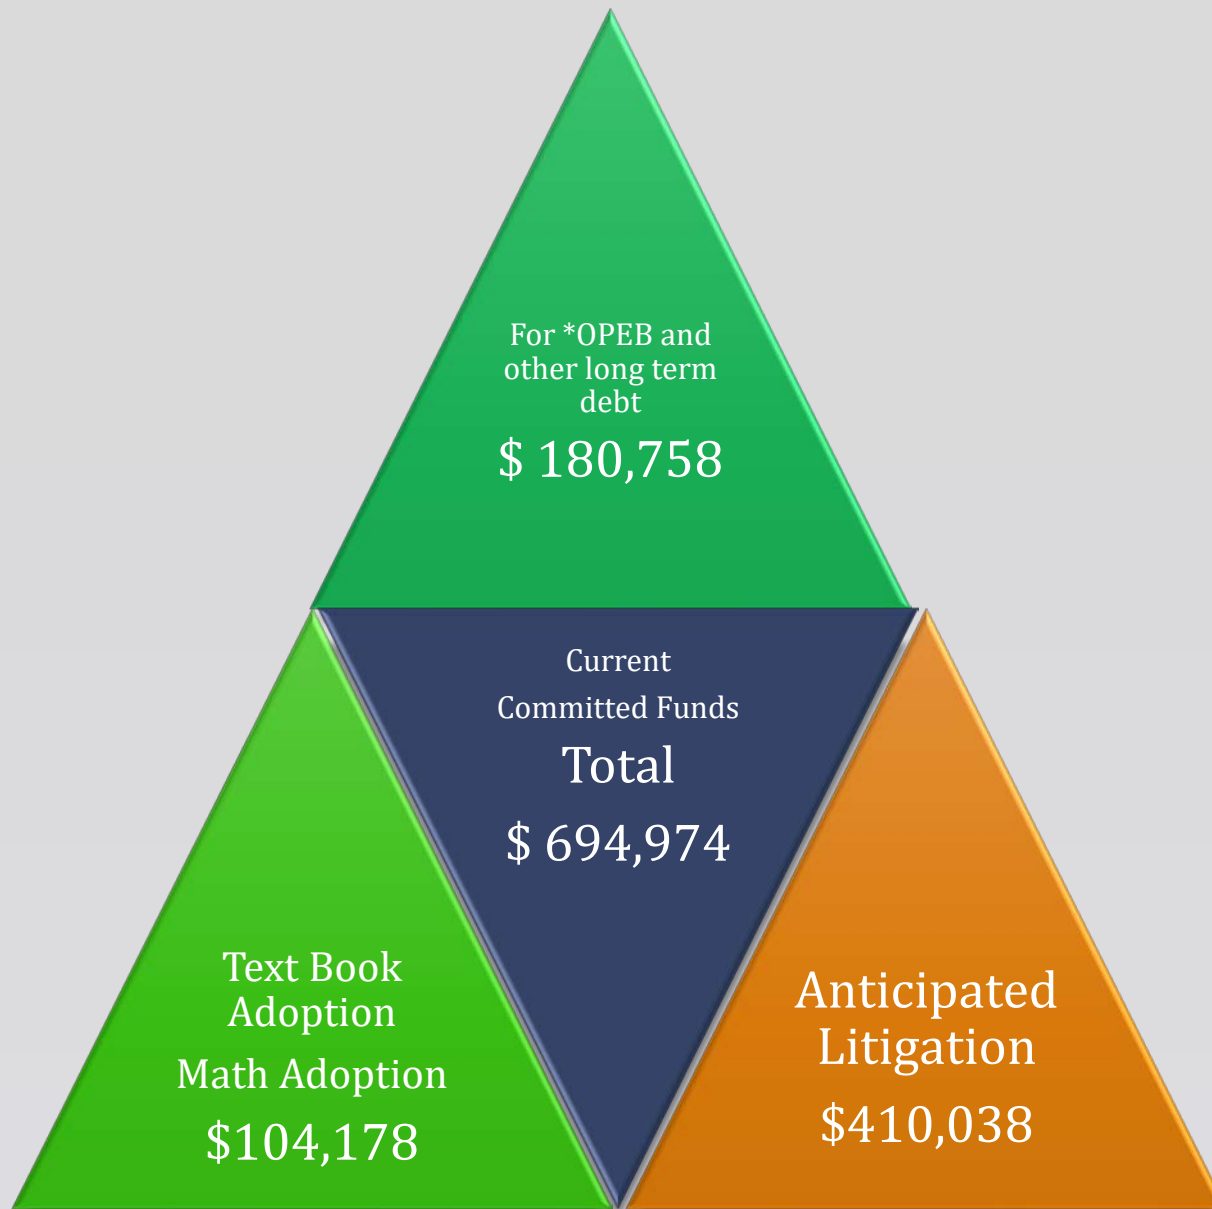 For *OPEB and
other long term
debt
$ 180,758
Current
Committed Funds
Total
$ 694,974
Text Book
Adoption
Math Adoption
$104,178
Anticipated
Litigation
$410,038